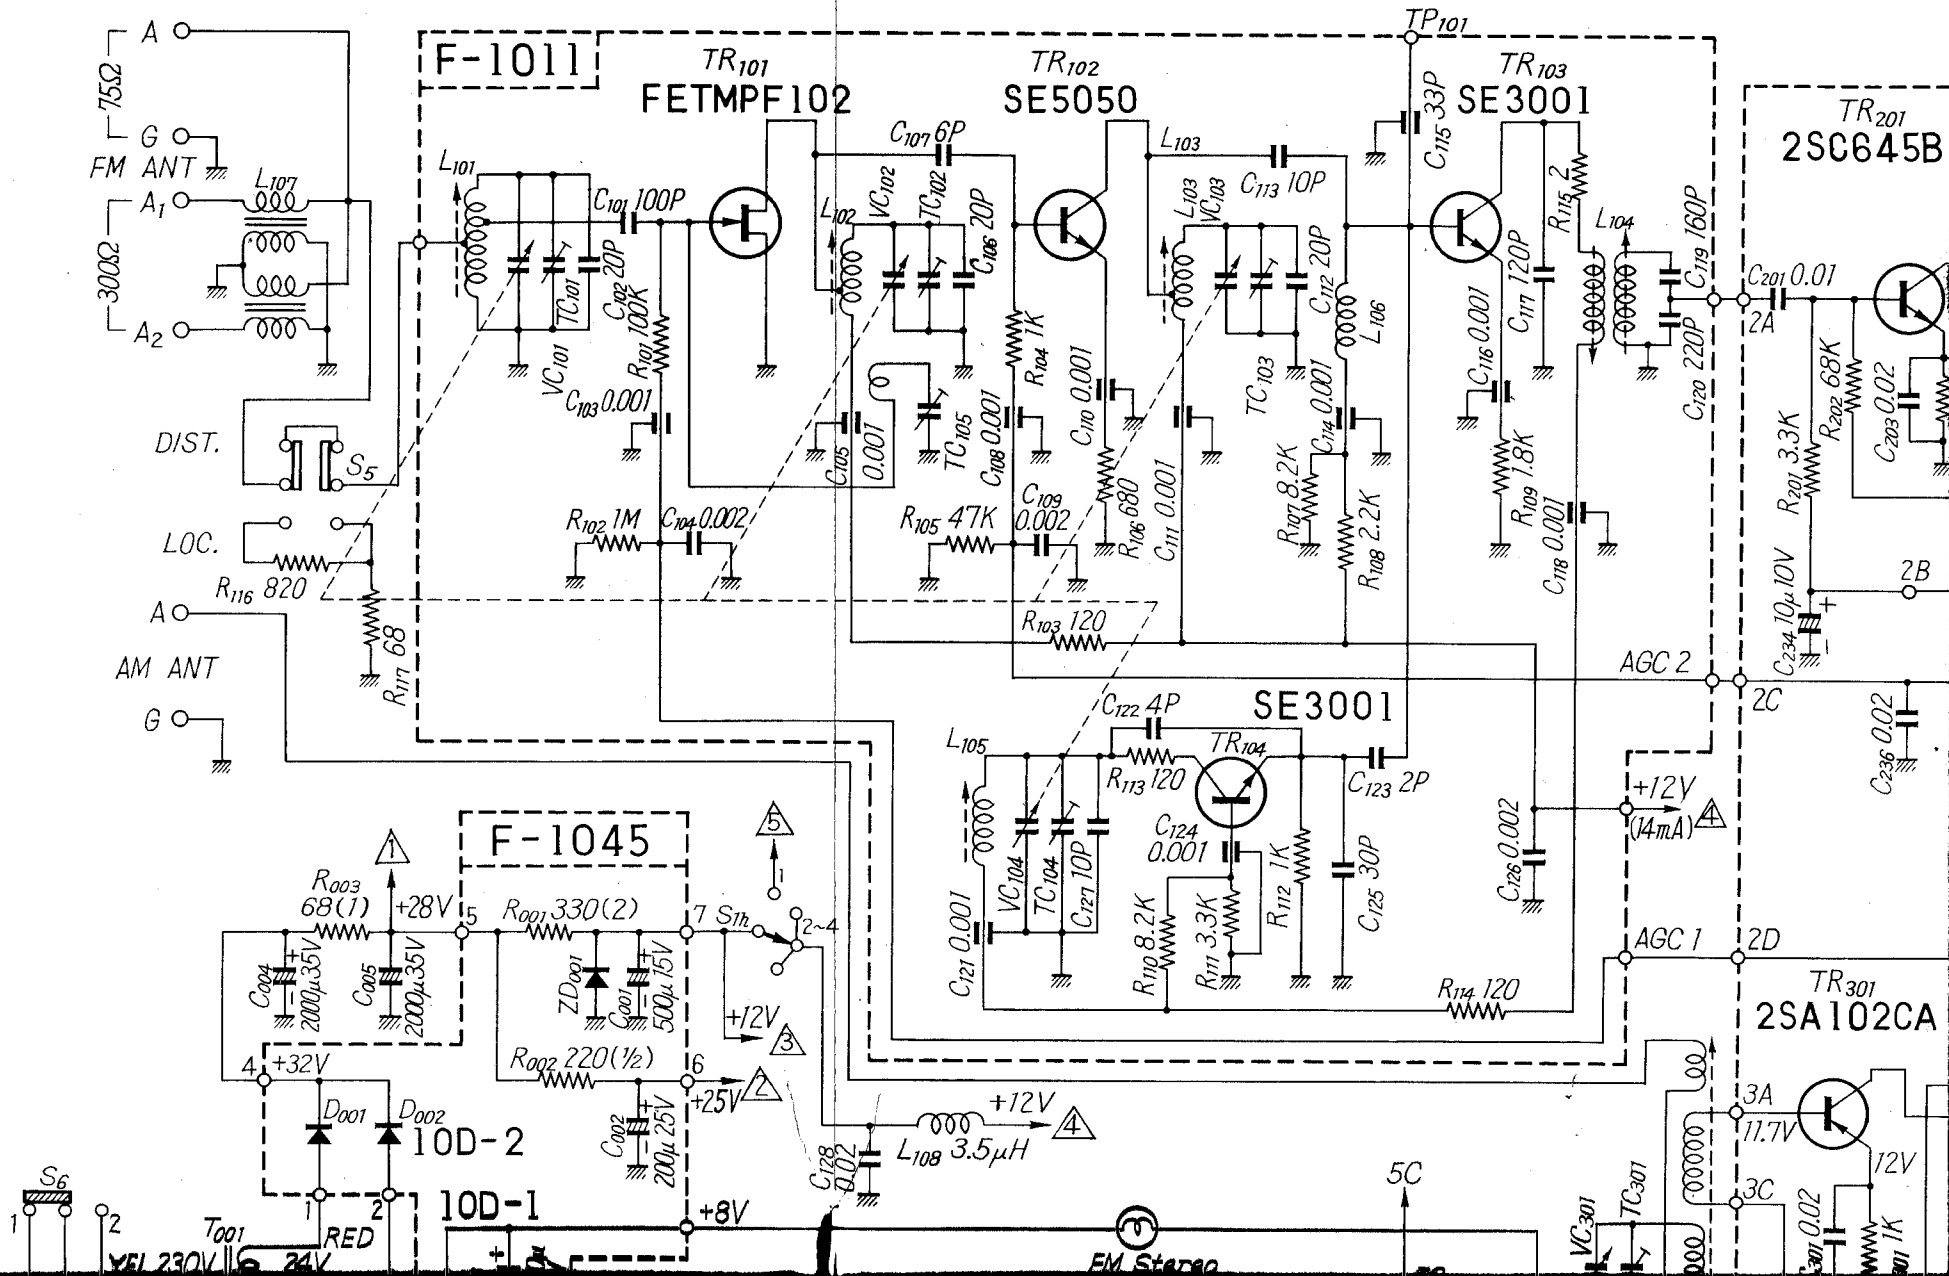 TP101
F-1011
TR101
FETMPF102
TR102
SE5050
TR103
SE3001
TR201
2SC645B
A
75Ω
G
FM ANT
L107
A1
300Ω
A2
DIST.
S5
LOC.
R116 820
R117 68
A
AM ANT
G
L101
C101 100P
TC101
C102 20P
VC101
R101 100K
C103 0.001
R102 1M
C104 0.002
C107 6P
L102
VC102
TC102
C106 20P
C105
0.001
TC105
R104 1K
C108 0.001
R105 47K
C109
0.002
C110 0.001
R106 680
L103
C113 10P
L103
VC103
C112 20P
TC103
L106
C111 0.001
C114 0.001
R107 8.2K
R108 2.2K
C115 33P
C116 0.001
R109 1.8K
C117 120P
R115 2
L104
C118 0.001
C119 160P
C120 220P
C201 0.01
2A
R202 68K
C203 0.02
R201 3.3K
C234 10μ10V
+
-
2B
R103 120
AGC 2
2C
C236 0.02
C122 4P
SE3001
L105
R113 120
TR104
C123 2P
C124
0.001
VC104
TC104
C127 10P
C121 0.001
R110 8.2K
R111 3.3K
R112 1K
C125 30P
C126 0.002
+12V
(14mA)
4
AGC 1
2D
R114 120
TR301
2SA102CA
F-1045
1
5
R003
68(1)
+28V
5
R001 330(2)
7
S1h
1
2~4
C004
2000μ35V
+
-
C005
2000μ35V
ZD001
C001
500μ15V
+
-
+12V
3
4
+32V
R002 220(1/2)
6
+25V
2
D001
D002
10D-2
C002
200μ25V
+
-
C128
0.02
L108 3.5μH
+12V
4
3A
11.7V
12V
3C
S6
1
2
1
2
T001
RED
YEL 230V
24V
10D-1
+8V
FM Stereo
5C
VC301
TC301
C301 0.02
1K